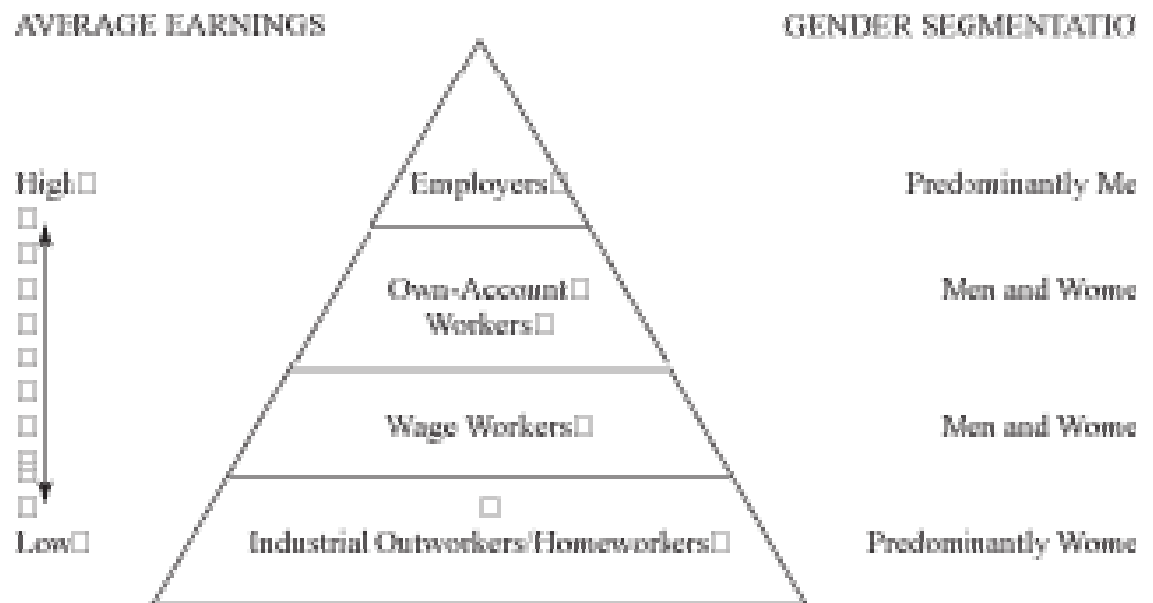 AVERAGE EARNINGS
GENDER SEGMENTATIO
High□
Employers□
Predominantly Me
□
□
□
Own-Account□
Men and Wome
□
Workers□
□
□
□
Wage Workers□
Men and Wome
□
□
□
□
Low□
Industrial Outworkers/Homeworkers□
Predominantly Wome